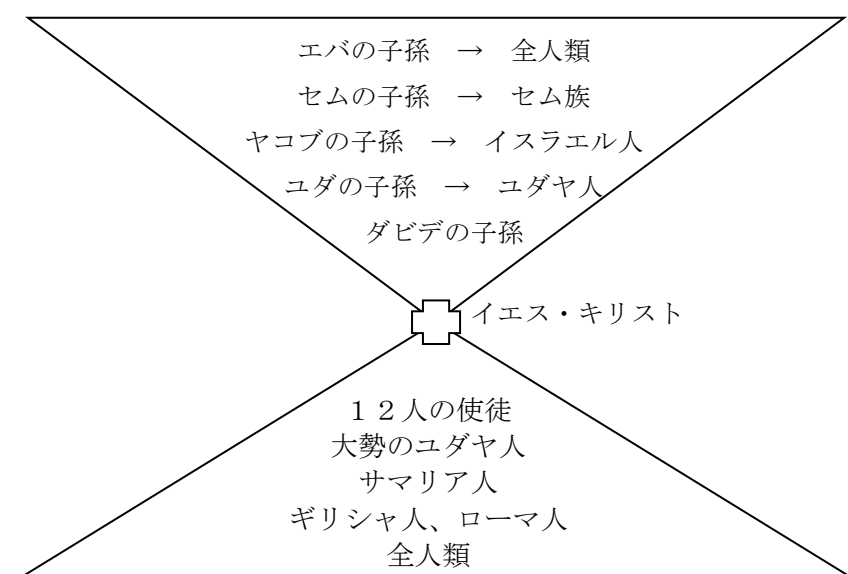 エバの子孫　→　全人類
セムの子孫　→　セム族
ヤコブの子孫　→　イスラエル人
ユダの子孫　→　ユダヤ人
ダビデの子孫
イエス・キリスト
１２人の使徒
大勢のユダヤ人
サマリア人
ギリシャ人、ローマ人
全人類